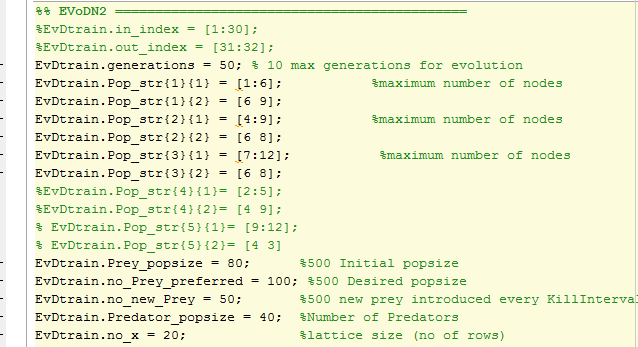 %% EVoDN2 ============================================
%EvDtrain.in_index = [1:30];
%EvDtrain.out_index = [31:32];
EvDtrain.generations = 50; % 10 max generations for evolution
EvDtrain.Pop_str{1}{1} = [1:6]; %maximum number of nodes
EvDtrain.Pop_str{1}{2} = [6 9];
EvDtrain.Pop_str{2}{1} = [4:9]; %maximum number of nodes
EvDtrain.Pop_str{2}{2} = [6 8];
EvDtrain.Pop_str{3}{1} = [7:12]; %maximum number of nodes
EvDtrain.Pop_str{3}{2} = [6 8];
%EvDtrain.Pop_str{4}{1}= [2:5];
%EvDtrain.Pop_str{4}{2}= [4 9];
% EvDtrain.Pop_str{5}{1}= [9:12];
% EvDtrain.Pop_str{5}{2}= [4 3]
EvDtrain.Prey_popsize = 80; %500 Initial popsize
EvDtrain.no_Prey_preferred = 100; %500 Desired popsize
EvDtrain.no_new_Prey = 50; %500 new prey introduced every KillInterval
EvDtrain.Predator_popsize = 40; %Number of Predators
EvDtrain.no_x = 20; %lattice size (no of rows)